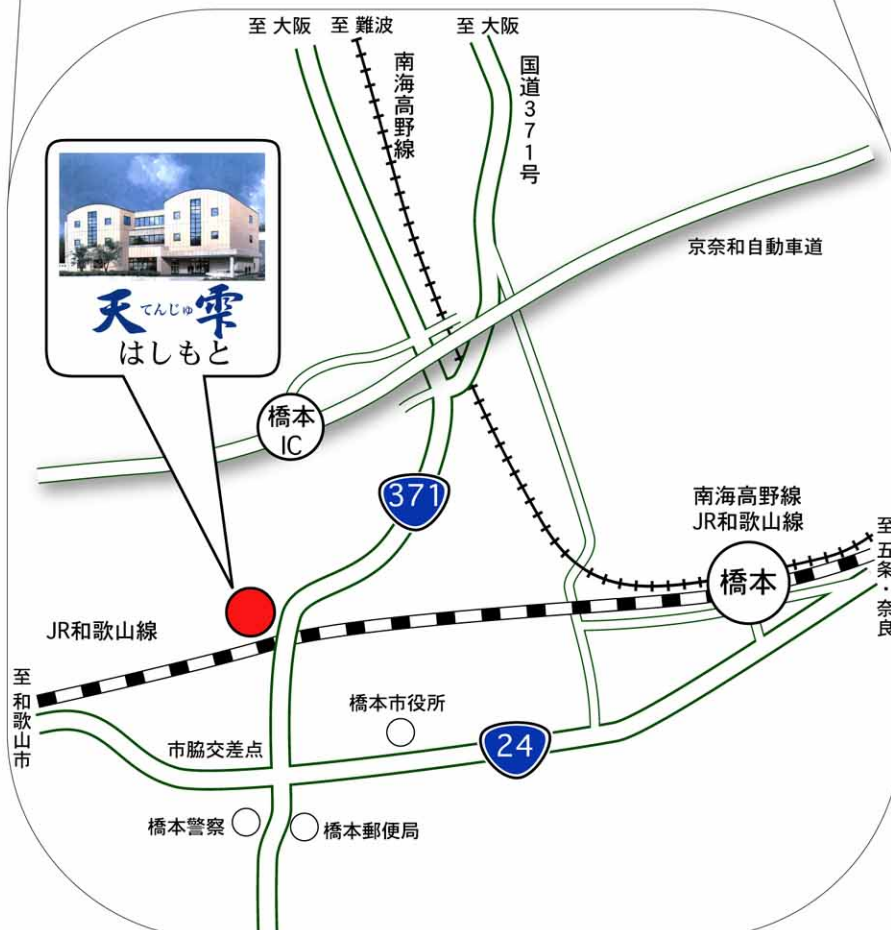 至 大阪
至 難波
至 大阪
南海高野線
国道371号
京奈和自動車道
天てんじゅ雫
はしもと
橋本
IC
371
南海高野線
JR和歌山線
橋本
至 五条・奈良
JR和歌山線
至 和歌山市
橋本市役所
市脇交差点
24
橋本警察
橋本郵便局